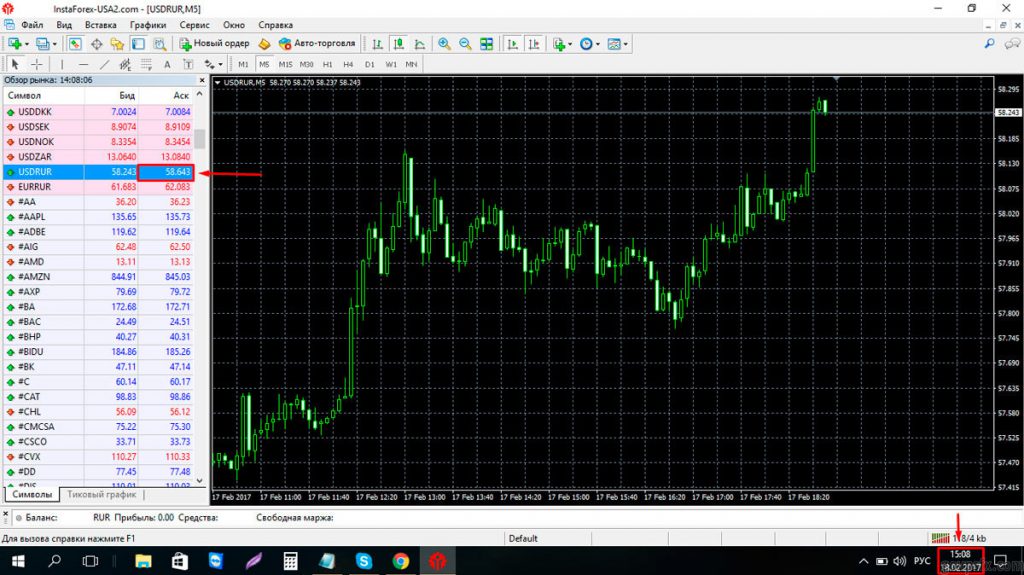 InstaForex-USA2.com - [USDRUR,M5]
Файл Вид Вставка Графики Сервис Окно Справка
Новый ордер Авто-торговля
A T M1 M5 M15 M30 H1 H4 D1 W1 MN
Обзор рынка: 14:08:06
Символ Бид Аск
USDDKK 7.0024 7.0084
USDSEK 8.9074 8.9109
USDNOK 8.3354 8.3454
USDZAR 13.0640 13.0840
USDRUR 58.243 58.643
EURRUR 61.683 62.083
#AA 36.20 36.23
#AAPL 135.65 135.73
#ADBE 119.62 119.64
#AIG 62.48 62.50
#AMD 13.11 13.13
#AMZN 844.91 845.03
#AXP 79.69 79.72
#BA 172.68 172.71
#BAC 24.49 24.51
#BHP 40.27 40.31
#BIDU 184.86 185.26
#BK 47.11 47.14
#C 60.14 60.17
#CAT 98.83 98.86
#CHL 56.09 56.12
#CMCSA 75.22 75.30
#CSCO 33.71 33.73
#CVX 110.27 110.33
#DD 77.45 77.48
#DIS
Символы Тиковый график
USDRUR,M5 58.270 58.270 58.237 58.243
58.295
58.243
58.185
58.130
58.075
58.020
57.965
57.910
57.855
57.800
57.745
57.690
57.635
57.580
57.525
57.470
57.415
17 Feb 2017 17 Feb 11:00 17 Feb 11:40 17 Feb 12:20 17 Feb 13:00 17 Feb 13:40 17 Feb 14:20 17 Feb 15:00 17 Feb 15:40 17 Feb 16:20 17 Feb 17:00 17 Feb 17:40 17 Feb 18:20
Баланс: RUR Прибыль: 0.00 Средства: Свободная маржа:
Для вызова справки нажмите F1 Default /4 kb
РУС 15:08
18.02.2017